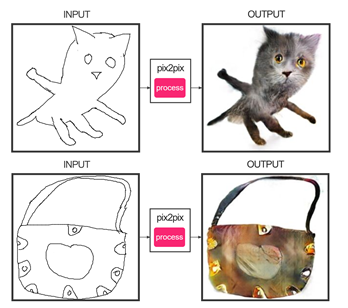 INPUT
OUTPUT
pix2pix
process
INPUT
OUTPUT
pix2pix
process